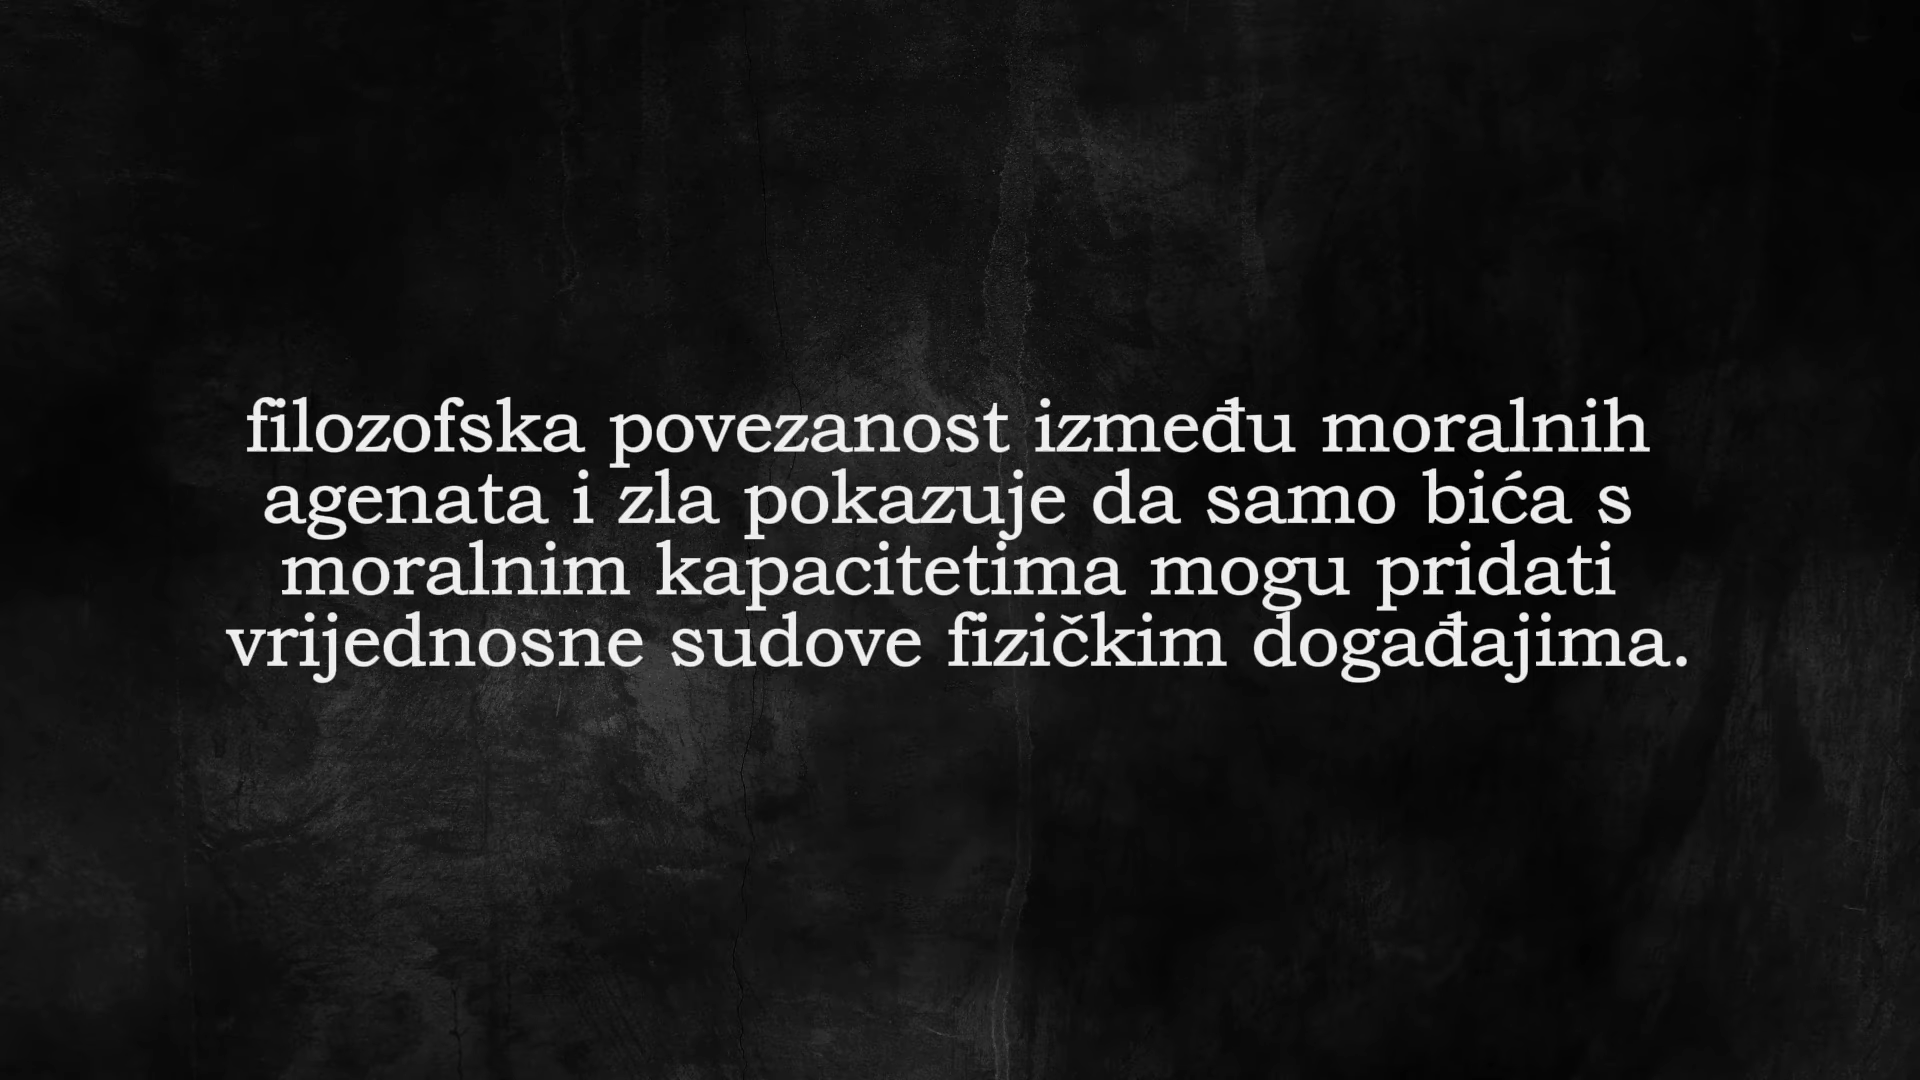 filozofska povezanost između moralnih
agenata i zla pokazuje da samo bića s
moralnim kapacitetima mogu pridati
vrijednosne sudove fizičkim događajima.